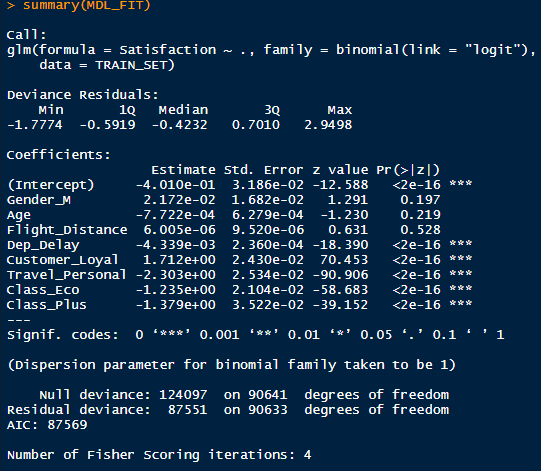 > summary(MDL_FIT)
Call:
glm(formula = Satisfaction ~ ., family = binomial(link = "logit"),
    data = TRAIN_SET)
Deviance Residuals:
    Min       1Q   Median       3Q      Max
-1.7774  -0.5919  -0.4232   0.7010   2.9498
Coefficients:
                  Estimate Std. Error z value Pr(>|z|)
(Intercept)     -4.010e-01  3.186e-02 -12.588   <2e-16 ***
Gender_M         2.172e-02  1.682e-02   1.291    0.197
Age             -7.722e-04  6.279e-04  -1.230    0.219
Flight_Distance  6.005e-06  9.520e-06   0.631    0.528
Dep_Delay       -4.339e-03  2.360e-04 -18.390   <2e-16 ***
Customer_Loyal   1.712e+00  2.430e-02  70.453   <2e-16 ***
Travel_Personal -2.303e+00  2.534e-02 -90.906   <2e-16 ***
Class_Eco       -1.235e+00  2.104e-02 -58.683   <2e-16 ***
Class_Plus      -1.379e+00  3.522e-02 -39.152   <2e-16 ***
---
Signif. codes:  0 ‘***’ 0.001 ‘**’ 0.01 ‘*’ 0.05 ‘.’ 0.1 ‘ ’ 1
(Dispersion parameter for binomial family taken to be 1)
    Null deviance: 124097  on 90641  degrees of freedom
Residual deviance:  87551  on 90633  degrees of freedom
AIC: 87569
Number of Fisher Scoring iterations: 4